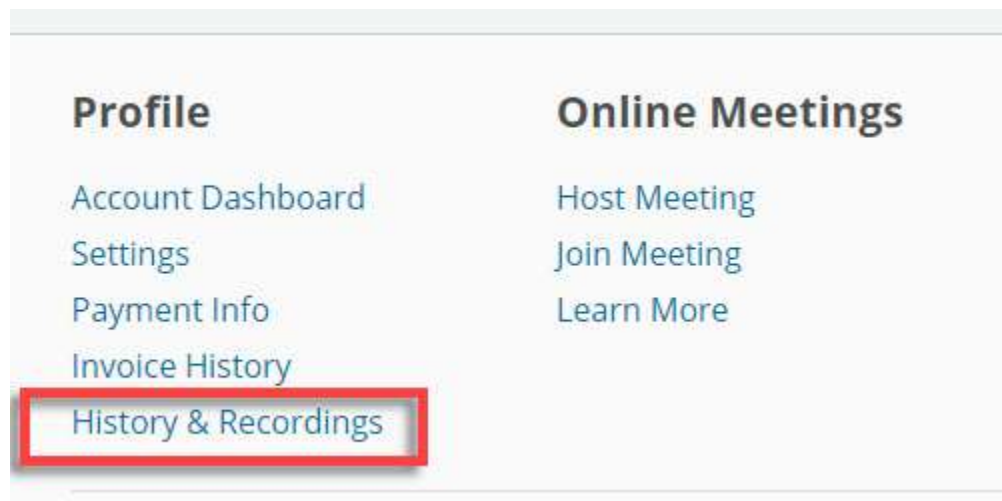 Profile
Account Dashboard
Settings
Payment Info
Invoice History
History & Recordings
Online Meetings
Host Meeting
Join Meeting
Learn More